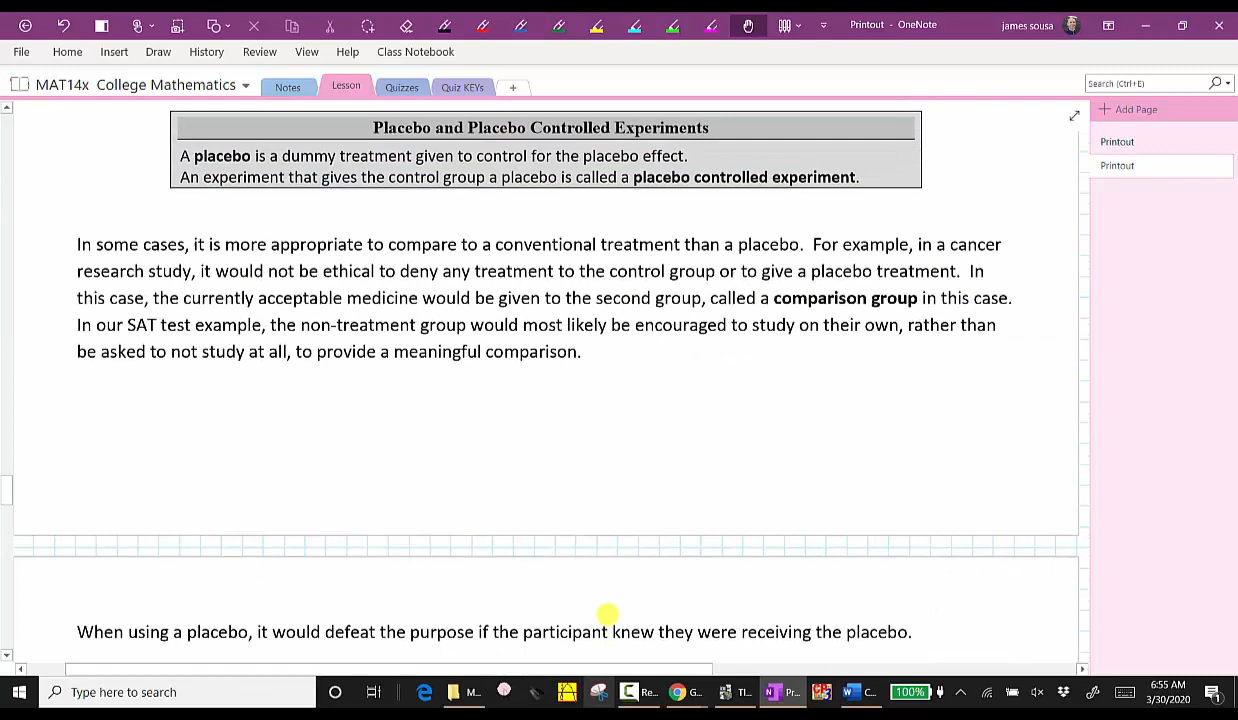 Printout - OneNote
james sousa
File Home Insert Draw History Review View Help Class Notebook
MAT14x College Mathematics
Notes Lesson Quizzes Quiz KEYs +
Search (Ctrl+E)
Add Page
Printout
Printout
Placebo and Placebo Controlled Experiments
A placebo is a dummy treatment given to control for the placebo effect.
An experiment that gives the control group a placebo is called a placebo controlled experiment.
In some cases, it is more appropriate to compare to a conventional treatment than a placebo. For example, in a cancer
research study, it would not be ethical to deny any treatment to the control group or to give a placebo treatment. In
this case, the currently acceptable medicine would be given to the second group, called a comparison group in this case.
In our SAT test example, the non-treatment group would most likely be encouraged to study on their own, rather than
be asked to not study at all, to provide a meaningful comparison.
When using a placebo, it would defeat the purpose if the participant knew they were receiving the placebo.
Type here to search
M... Re... G... TI... Pr... C... 100%
6:55 AM
3/30/2020